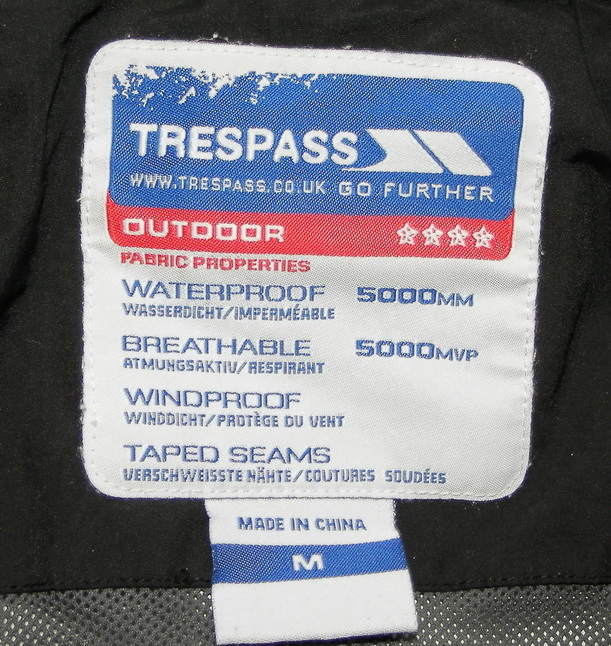 TRESPASS
WWW.TRESPASS.CO.UK GO FURTHER
OUTDOOR
FABRIC PROPERTIES
WATERPROOF 5000MM
WASSERDICHT/IMPERMÉABLE
BREATHABLE 5000MVP
ATMUNGSAKTIV/RESPIRANT
WINDPROOF
WINDDICHT/PROTÈGE DU VENT
TAPED SEAMS
VERSCHWEISSTE NÄHTE/COUTURES SOUDÉES
MADE IN CHINA
M